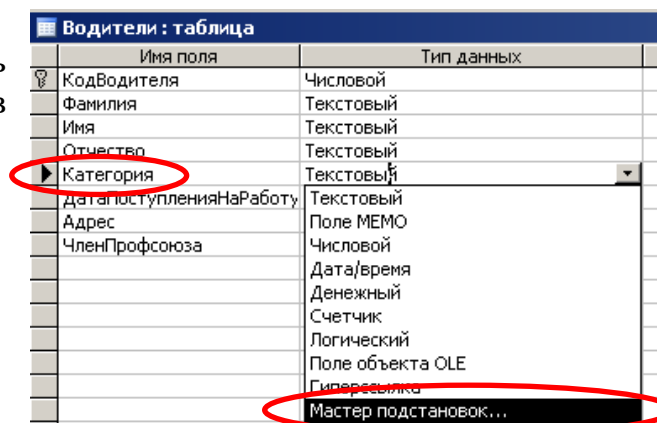 Водители : таблица
Имя поля Тип данных
ь
КодВодителя Числовой
в
Фамилия Текстовый
Имя Текстовый
Отчество Текстовый
Категория Текстовый
ДатаПоступленияНаРаботу Текстовый
Адрес Поле MEMO
ЧленПрофсоюза Числовой
Дата/время
Денежный
Счетчик
Логический
Поле объекта OLE
Гиперссылка
Мастер подстановок...